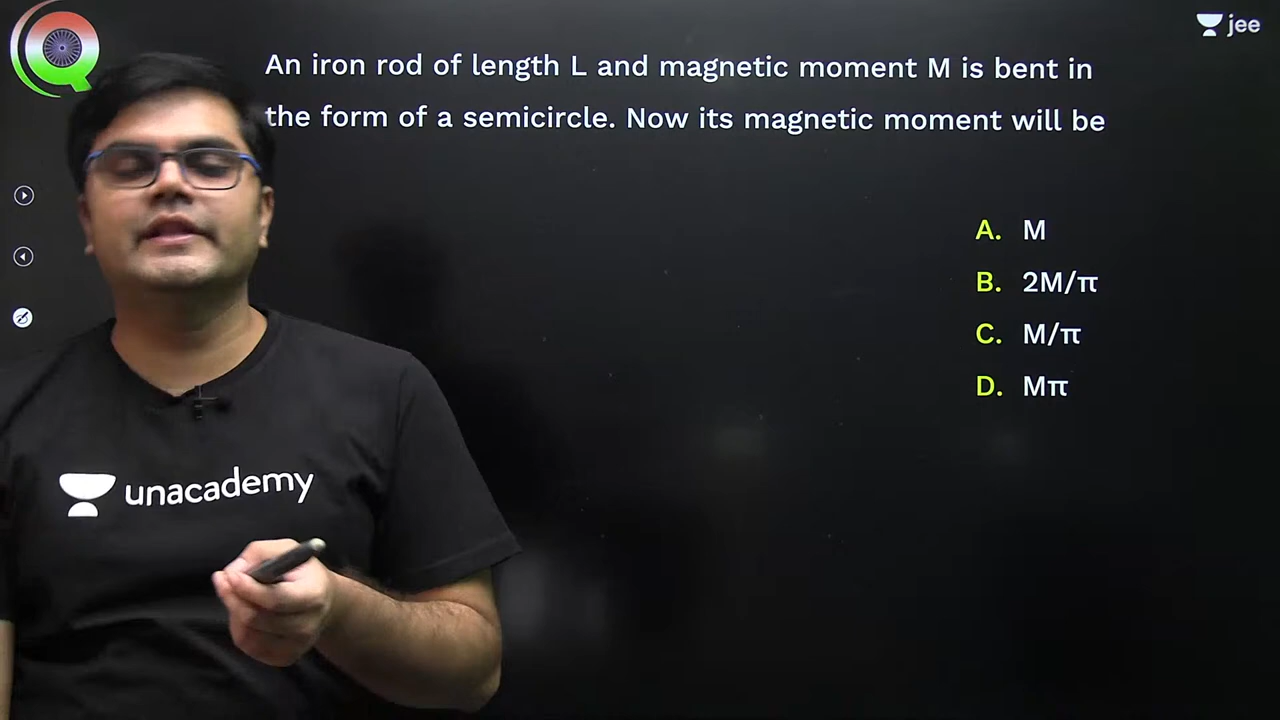 jee
An iron rod of length L and magnetic moment M is bent in
the form of a semicircle. Now its magnetic moment will be
A. M
B. 2M/π
C. M/π
D. Mπ
unacademy